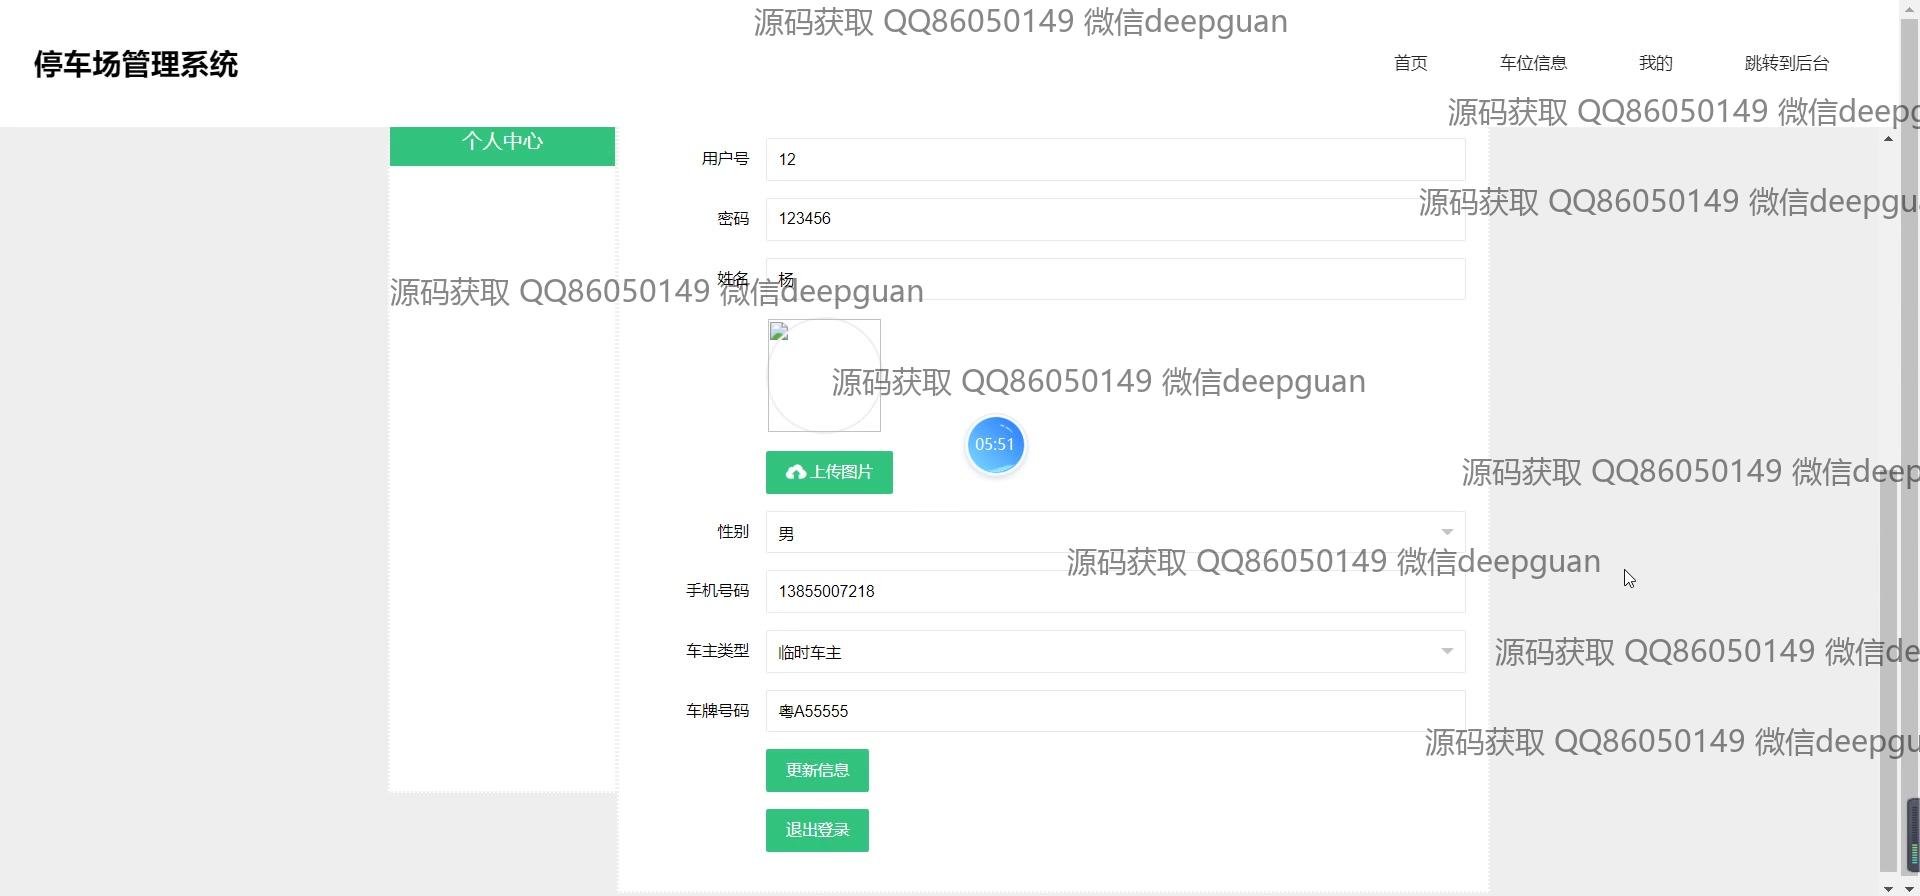 源码获取 QQ86050149 微信deepguan
停车场管理系统
首页
车位信息
我的
跳转到后台
源码获取 QQ86050149 微信deepg
个人中心
用户号
12
源码获取 QQ86050149 微信deepgu
密码
123456
姓名
杨
源码获取 QQ86050149 微信deepguan
源码获取 QQ86050149 微信deepguan
05:51
上传图片
源码获取 QQ86050149 微信deep
性别
男
源码获取 QQ86050149 微信deepguan
手机号码
13855007218
车主类型
临时车主
源码获取 QQ86050149 微信de
车牌号码
粤A55555
源码获取 QQ86050149 微信deepgu
更新信息
退出登录